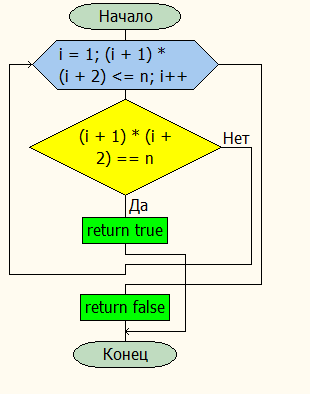 Начало
i = 1; (i + 1) *
(i + 2) <= n; i++
(i + 1) * (i +
2) == n
Нет
Да
return true
return false
Конец